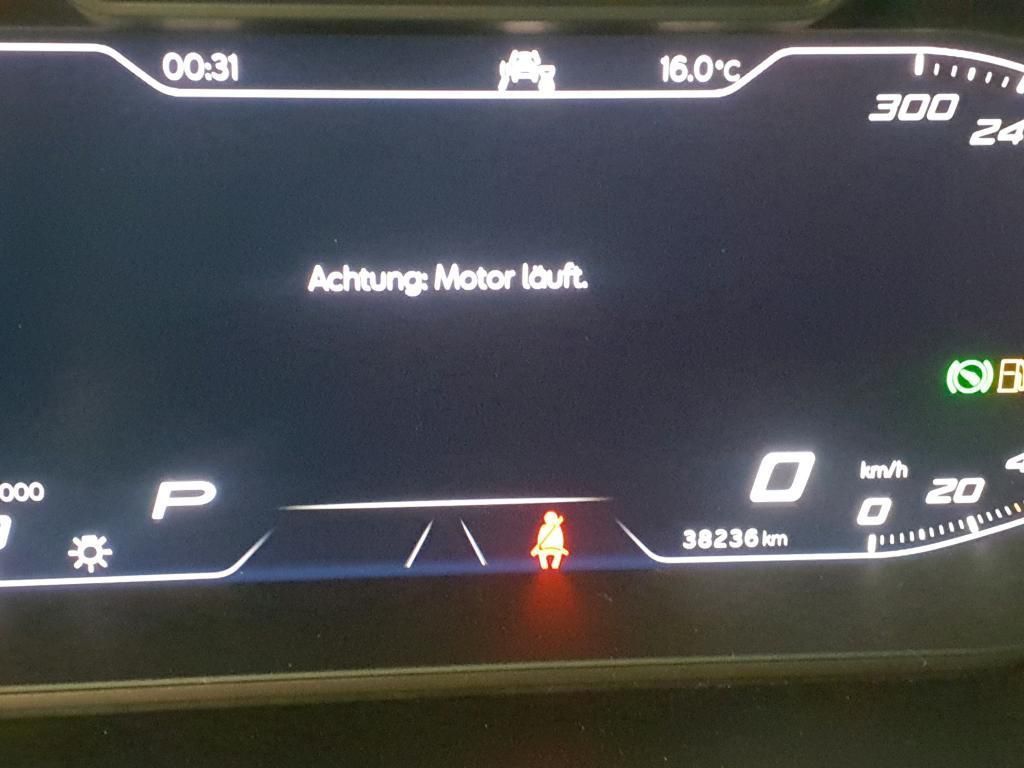 00:31
16.0°C
300
Achtung: Motor läuft.
P
0
km/h
0
20
38236 km